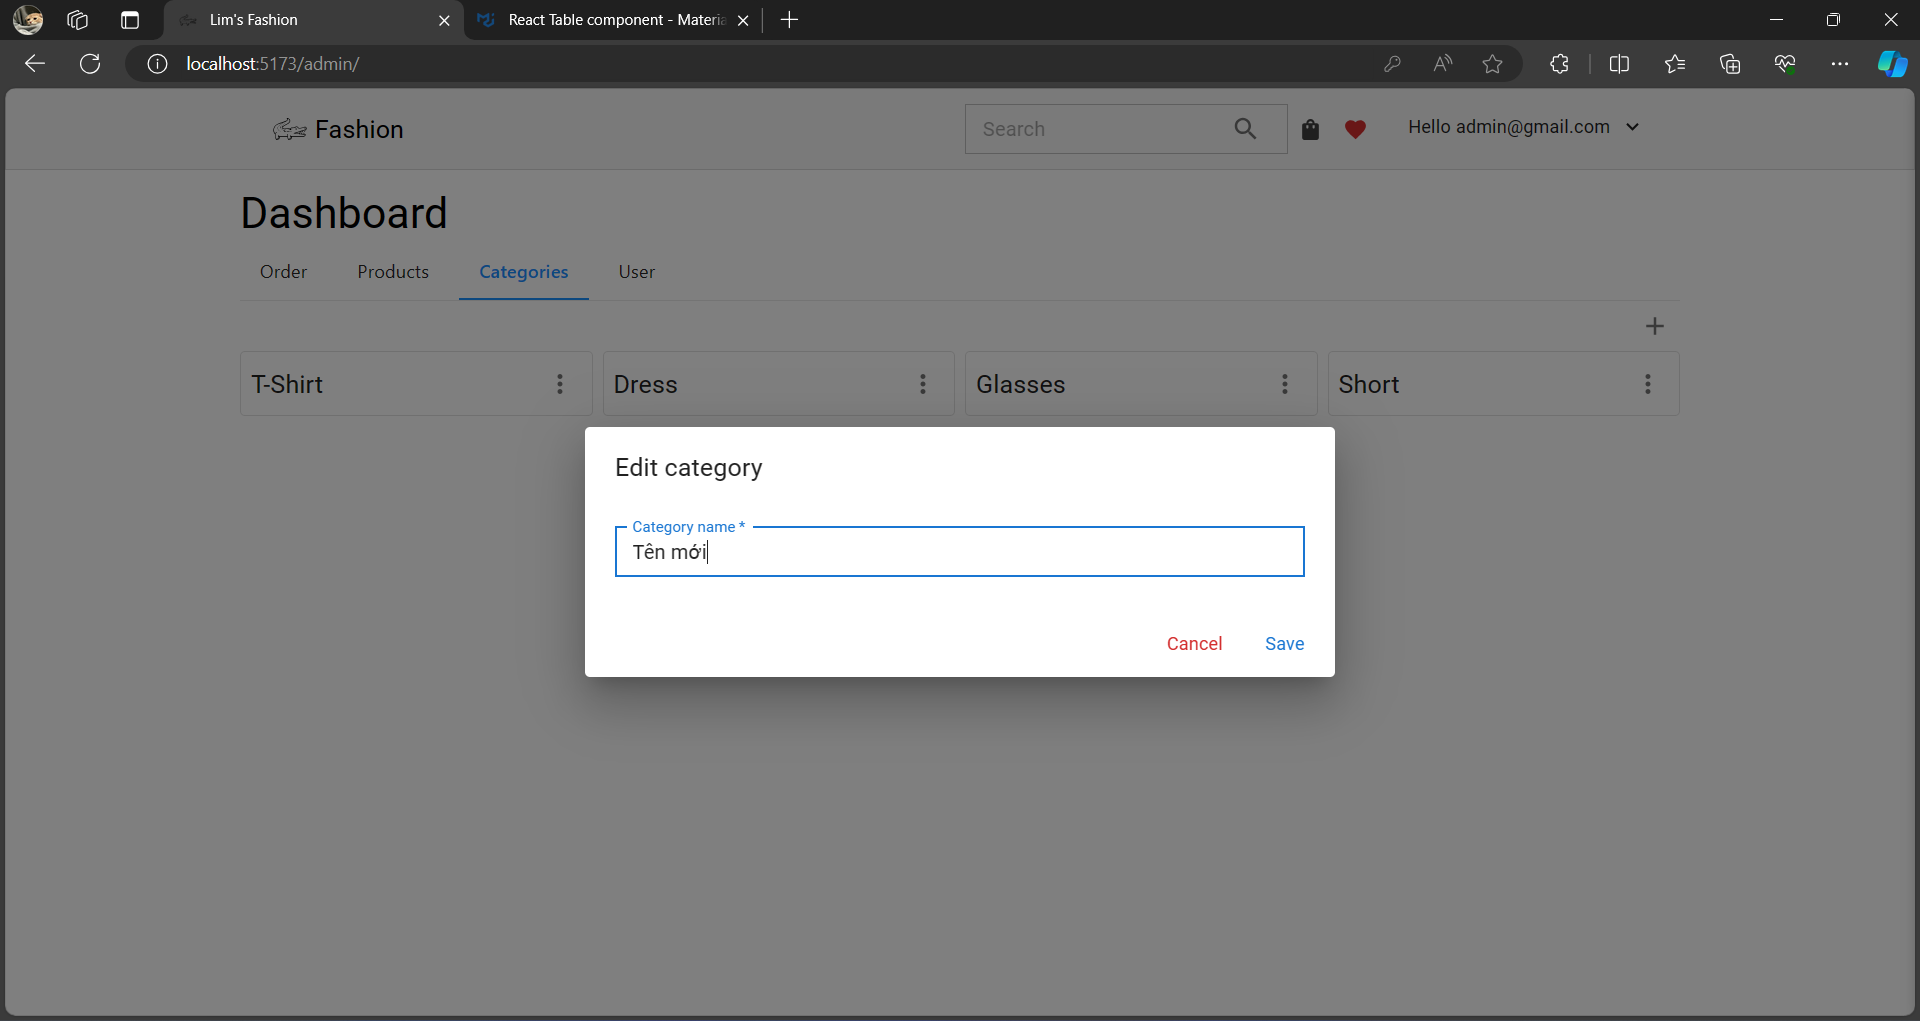 Lim's Fashion
React Table component - Materia
localhost:5173/admin/
Fashion
Search
Hello admin@gmail.com
Dashboard
Order
Products
Categories
User
T-Shirt
Dress
Glasses
Short
Edit category
Category name *
Tên mới
Cancel
Save